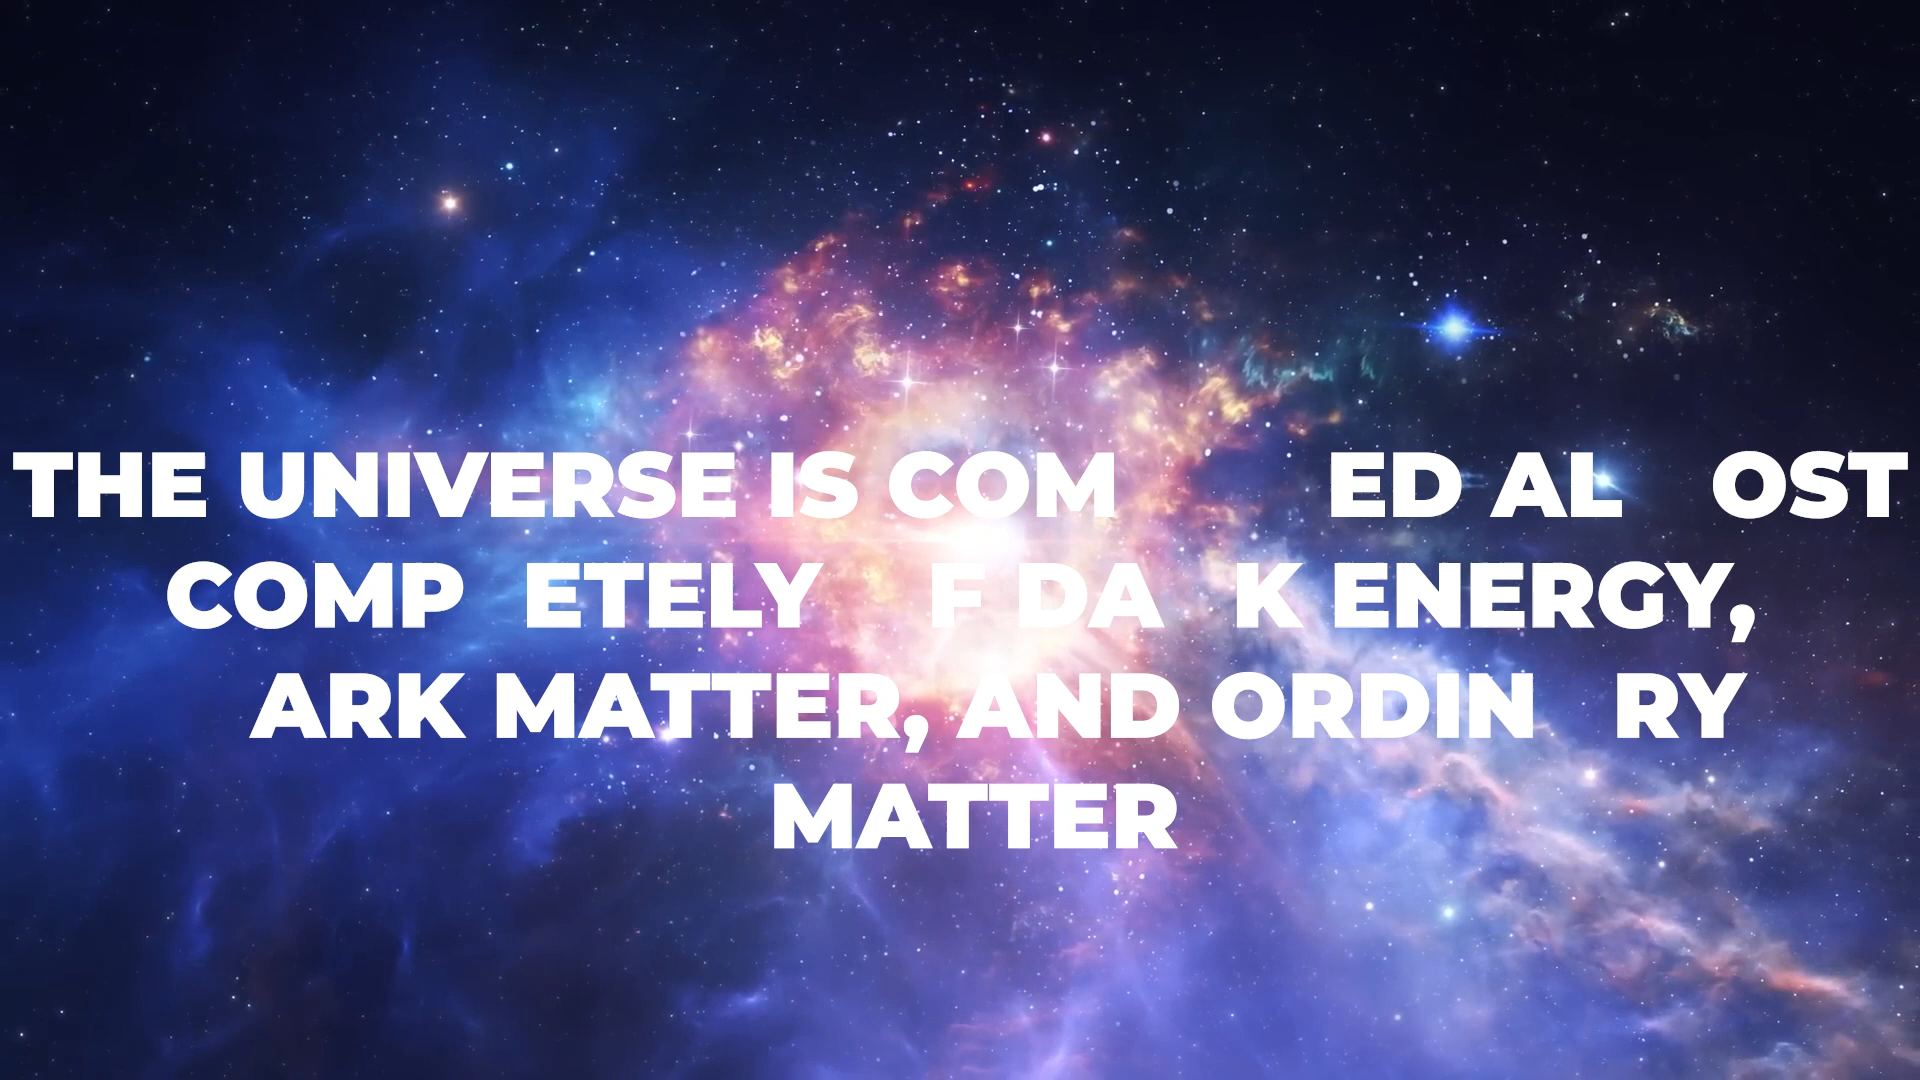 THE UNIVERSE IS COM ED AL OST
COMP ETELY F DA K ENERGY,
ARK MATTER, AND ORDIN RY
MATTER